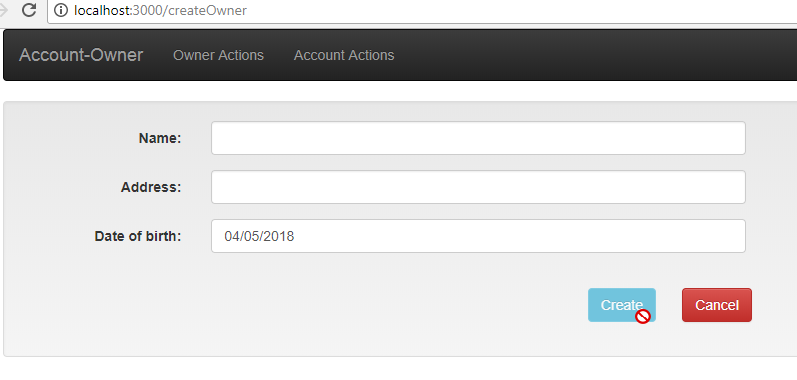 localhost:3000/createOwner
Account-Owner Owner Actions Account Actions
Name:
Address:
Date of birth: 04/05/2018
Create Cancel